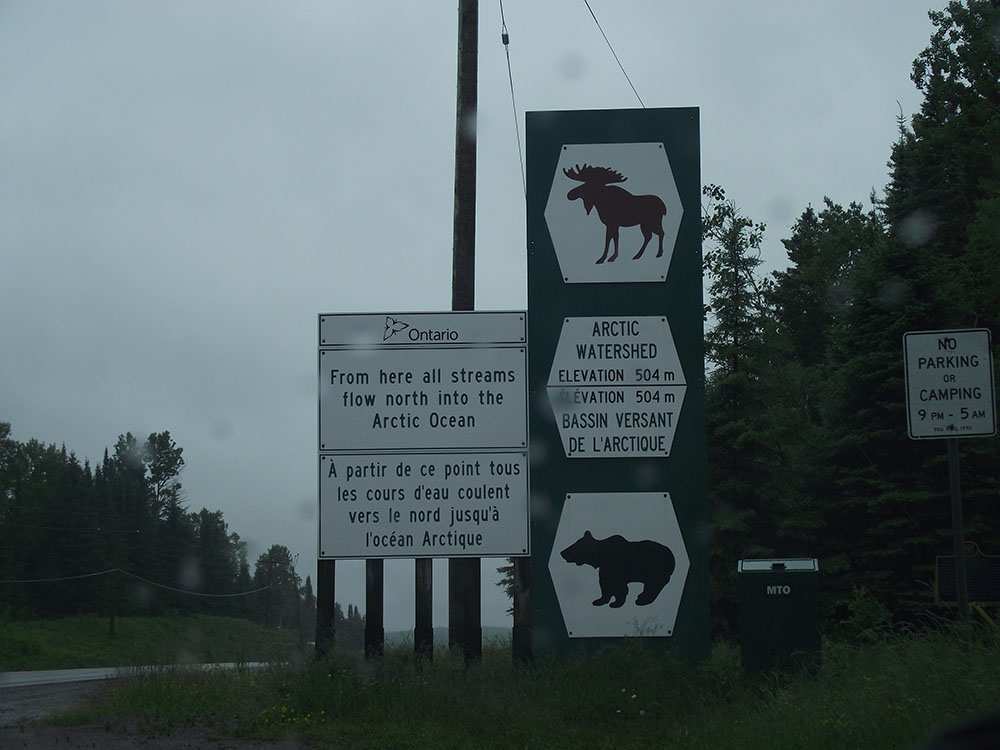 Ontario
From here all streams
flow north into the
Arctic Ocean
À partir de ce point tous
les cours d'eau coulent
vers le nord jusqu'à
l'océan Arctique
ARCTIC
WATERSHED
ELEVATION 504 m
ÉLÉVATION 504 m
BASSIN VERSANT
DE L'ARCTIQUE
NO
PARKING
OR
CAMPING
9 PM - 5 AM
MTO